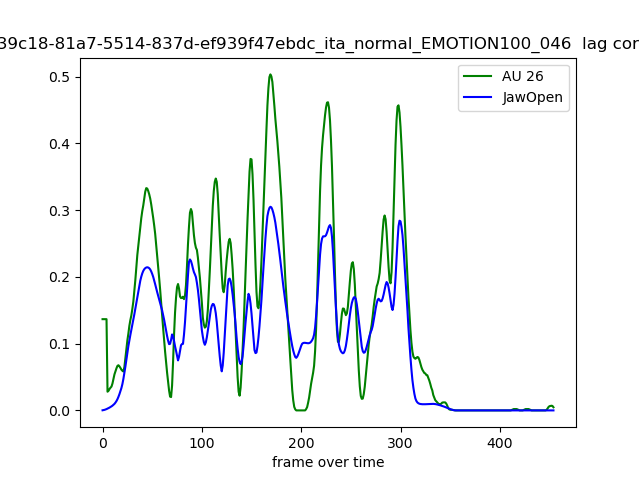 39c18-81a7-5514-837d-ef939f47ebdc_ita_normal_EMOTION100_046 lag cor
AU 26
JawOpen
0.5
0.4
0.3
0.2
0.1
0.0
0 100 200 300 400
frame over time